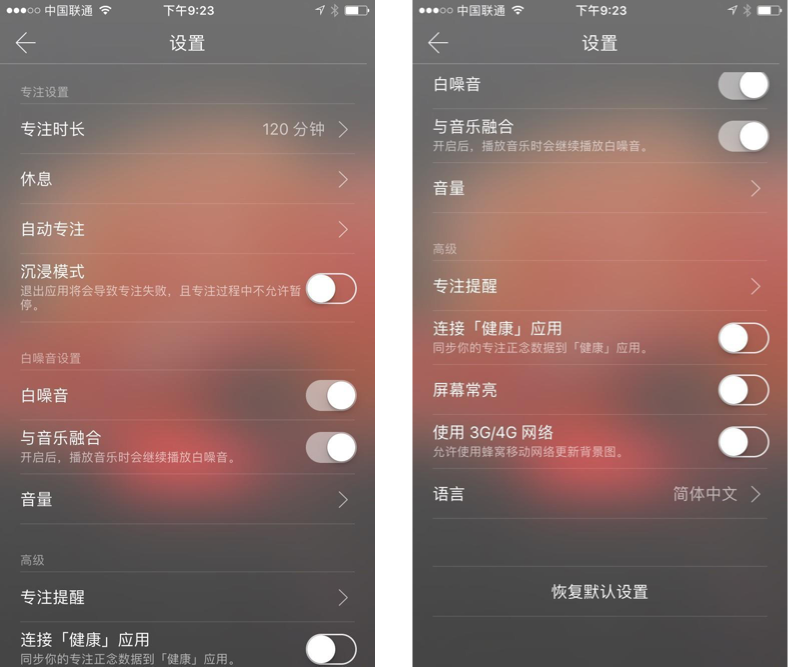 中国联通
下午9:23
设置
专注设置
专注时长
120 分钟
休息
自动专注
沉浸模式
退出应用将会导致专注失败，且专注过程中不允许暂
停。
白噪音设置
白噪音
与音乐融合
开启后，播放音乐时会继续播放白噪音。
音量
高级
专注提醒
连接「健康」应用
同步你的专注正念数据到「健康」应用。
中国联通
下午9:23
设置
白噪音
与音乐融合
开启后，播放音乐时会继续播放白噪音。
音量
高级
专注提醒
连接「健康」应用
同步你的专注正念数据到「健康」应用。
屏幕常亮
使用 3G/4G 网络
允许使用蜂窝移动网络更新背景图。
语言
简体中文
恢复默认设置